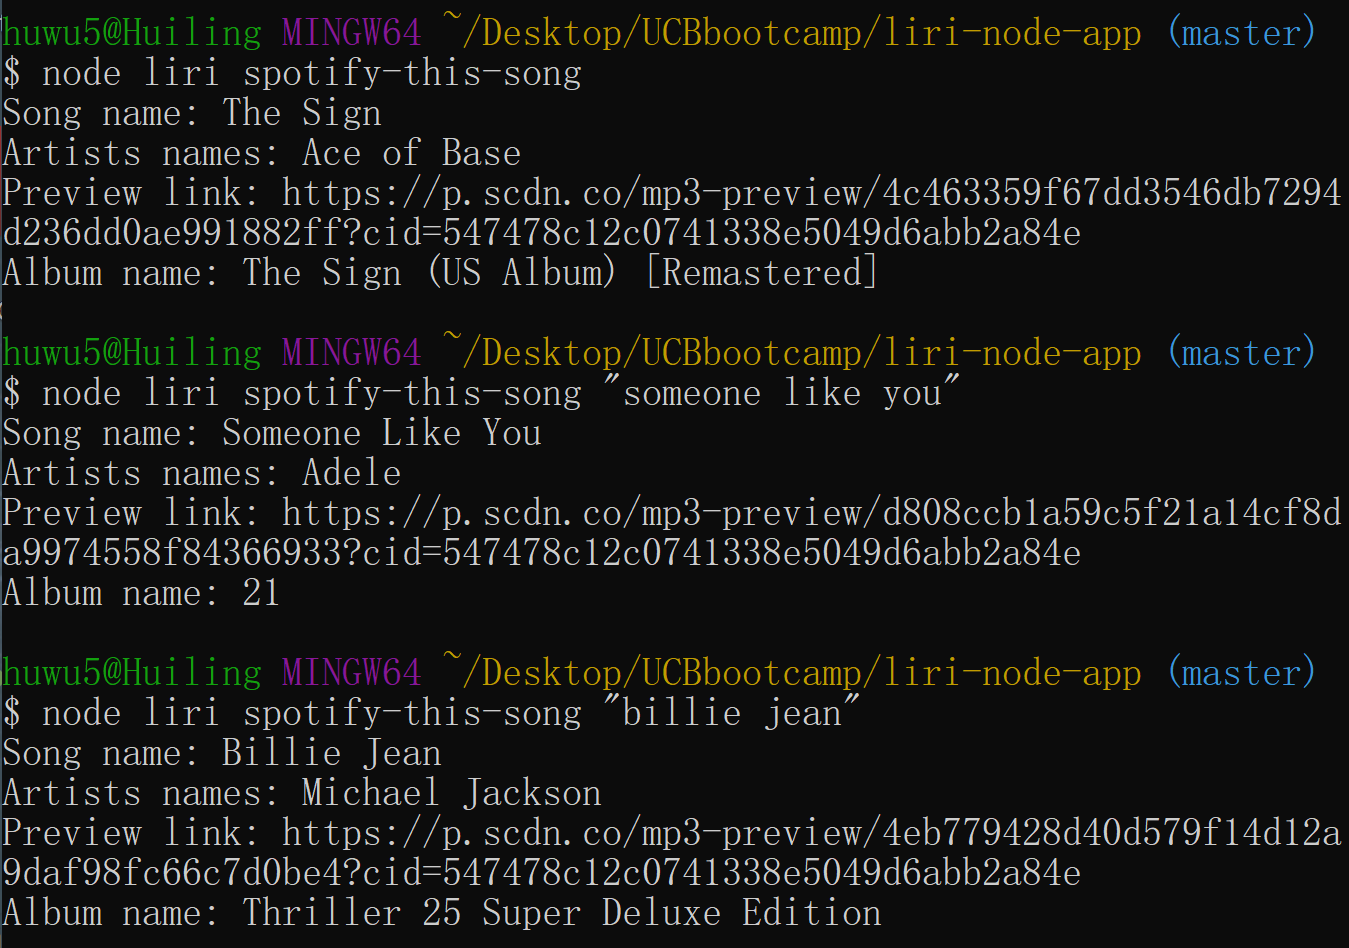 huwu5@Huiling MINGW64 ~/Desktop/UCBbootcamp/liri-node-app (master)
$ node liri spotify-this-song
Song name: The Sign
Artists names: Ace of Base
Preview link: https://p.scdn.co/mp3-preview/4c463359f67dd3546db7294
d236dd0ae991882ff?cid=547478c12c0741338e5049d6abb2a84e
Album name: The Sign (US Album) [Remastered]
huwu5@Huiling MINGW64 ~/Desktop/UCBbootcamp/liri-node-app (master)
$ node liri spotify-this-song "someone like you"
Song name: Someone Like You
Artists names: Adele
Preview link: https://p.scdn.co/mp3-preview/d808ccb1a59c5f21a14cf8d
a9974558f84366933?cid=547478c12c0741338e5049d6abb2a84e
Album name: 21
huwu5@Huiling MINGW64 ~/Desktop/UCBbootcamp/liri-node-app (master)
$ node liri spotify-this-song "billie jean"
Song name: Billie Jean
Artists names: Michael Jackson
Preview link: https://p.scdn.co/mp3-preview/4eb779428d40d579f14d12a
9daf98fc66c7d0be4?cid=547478c12c0741338e5049d6abb2a84e
Album name: Thriller 25 Super Deluxe Edition